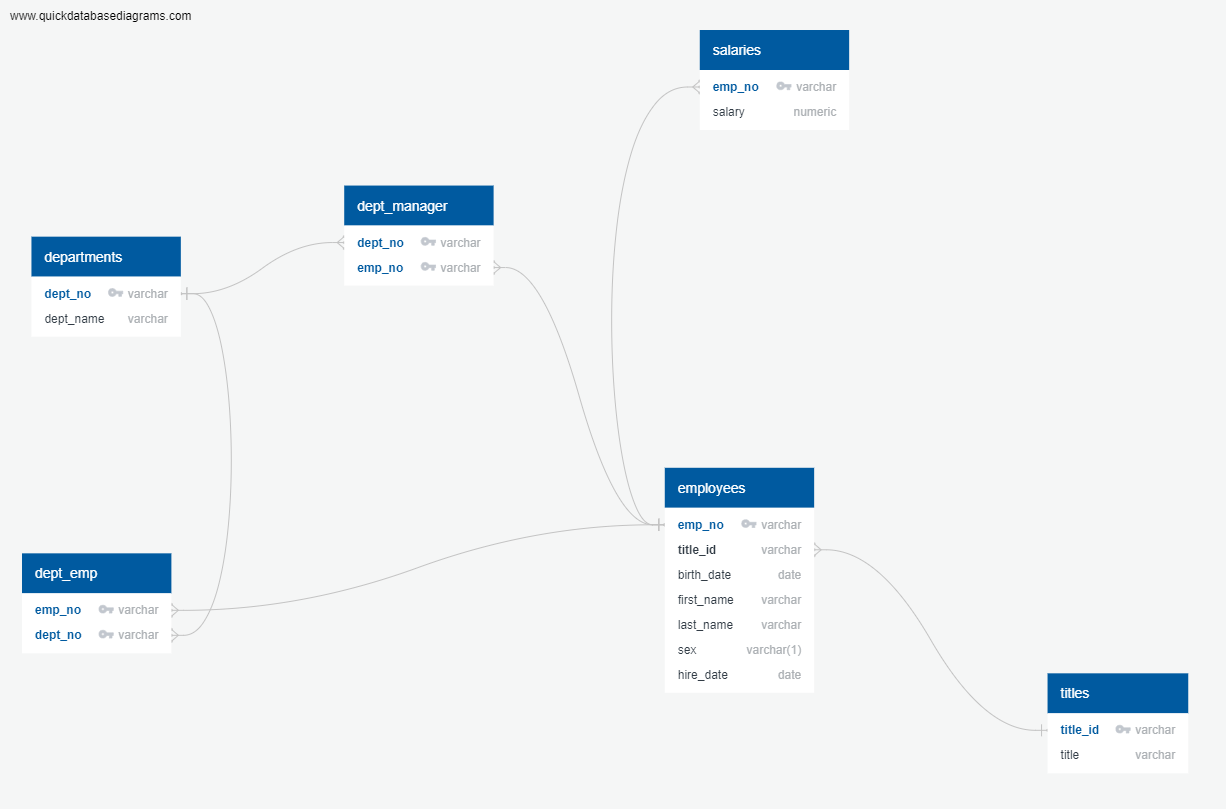 www.quickdatabasediagrams.com
salaries
emp_no varchar
salary numeric
dept_manager
dept_no varchar
emp_no varchar
departments
dept_no varchar
dept_name varchar
employees
emp_no varchar
title_id varchar
birth_date date
first_name varchar
last_name varchar
sex varchar(1)
hire_date date
dept_emp
emp_no varchar
dept_no varchar
titles
title_id varchar
title varchar